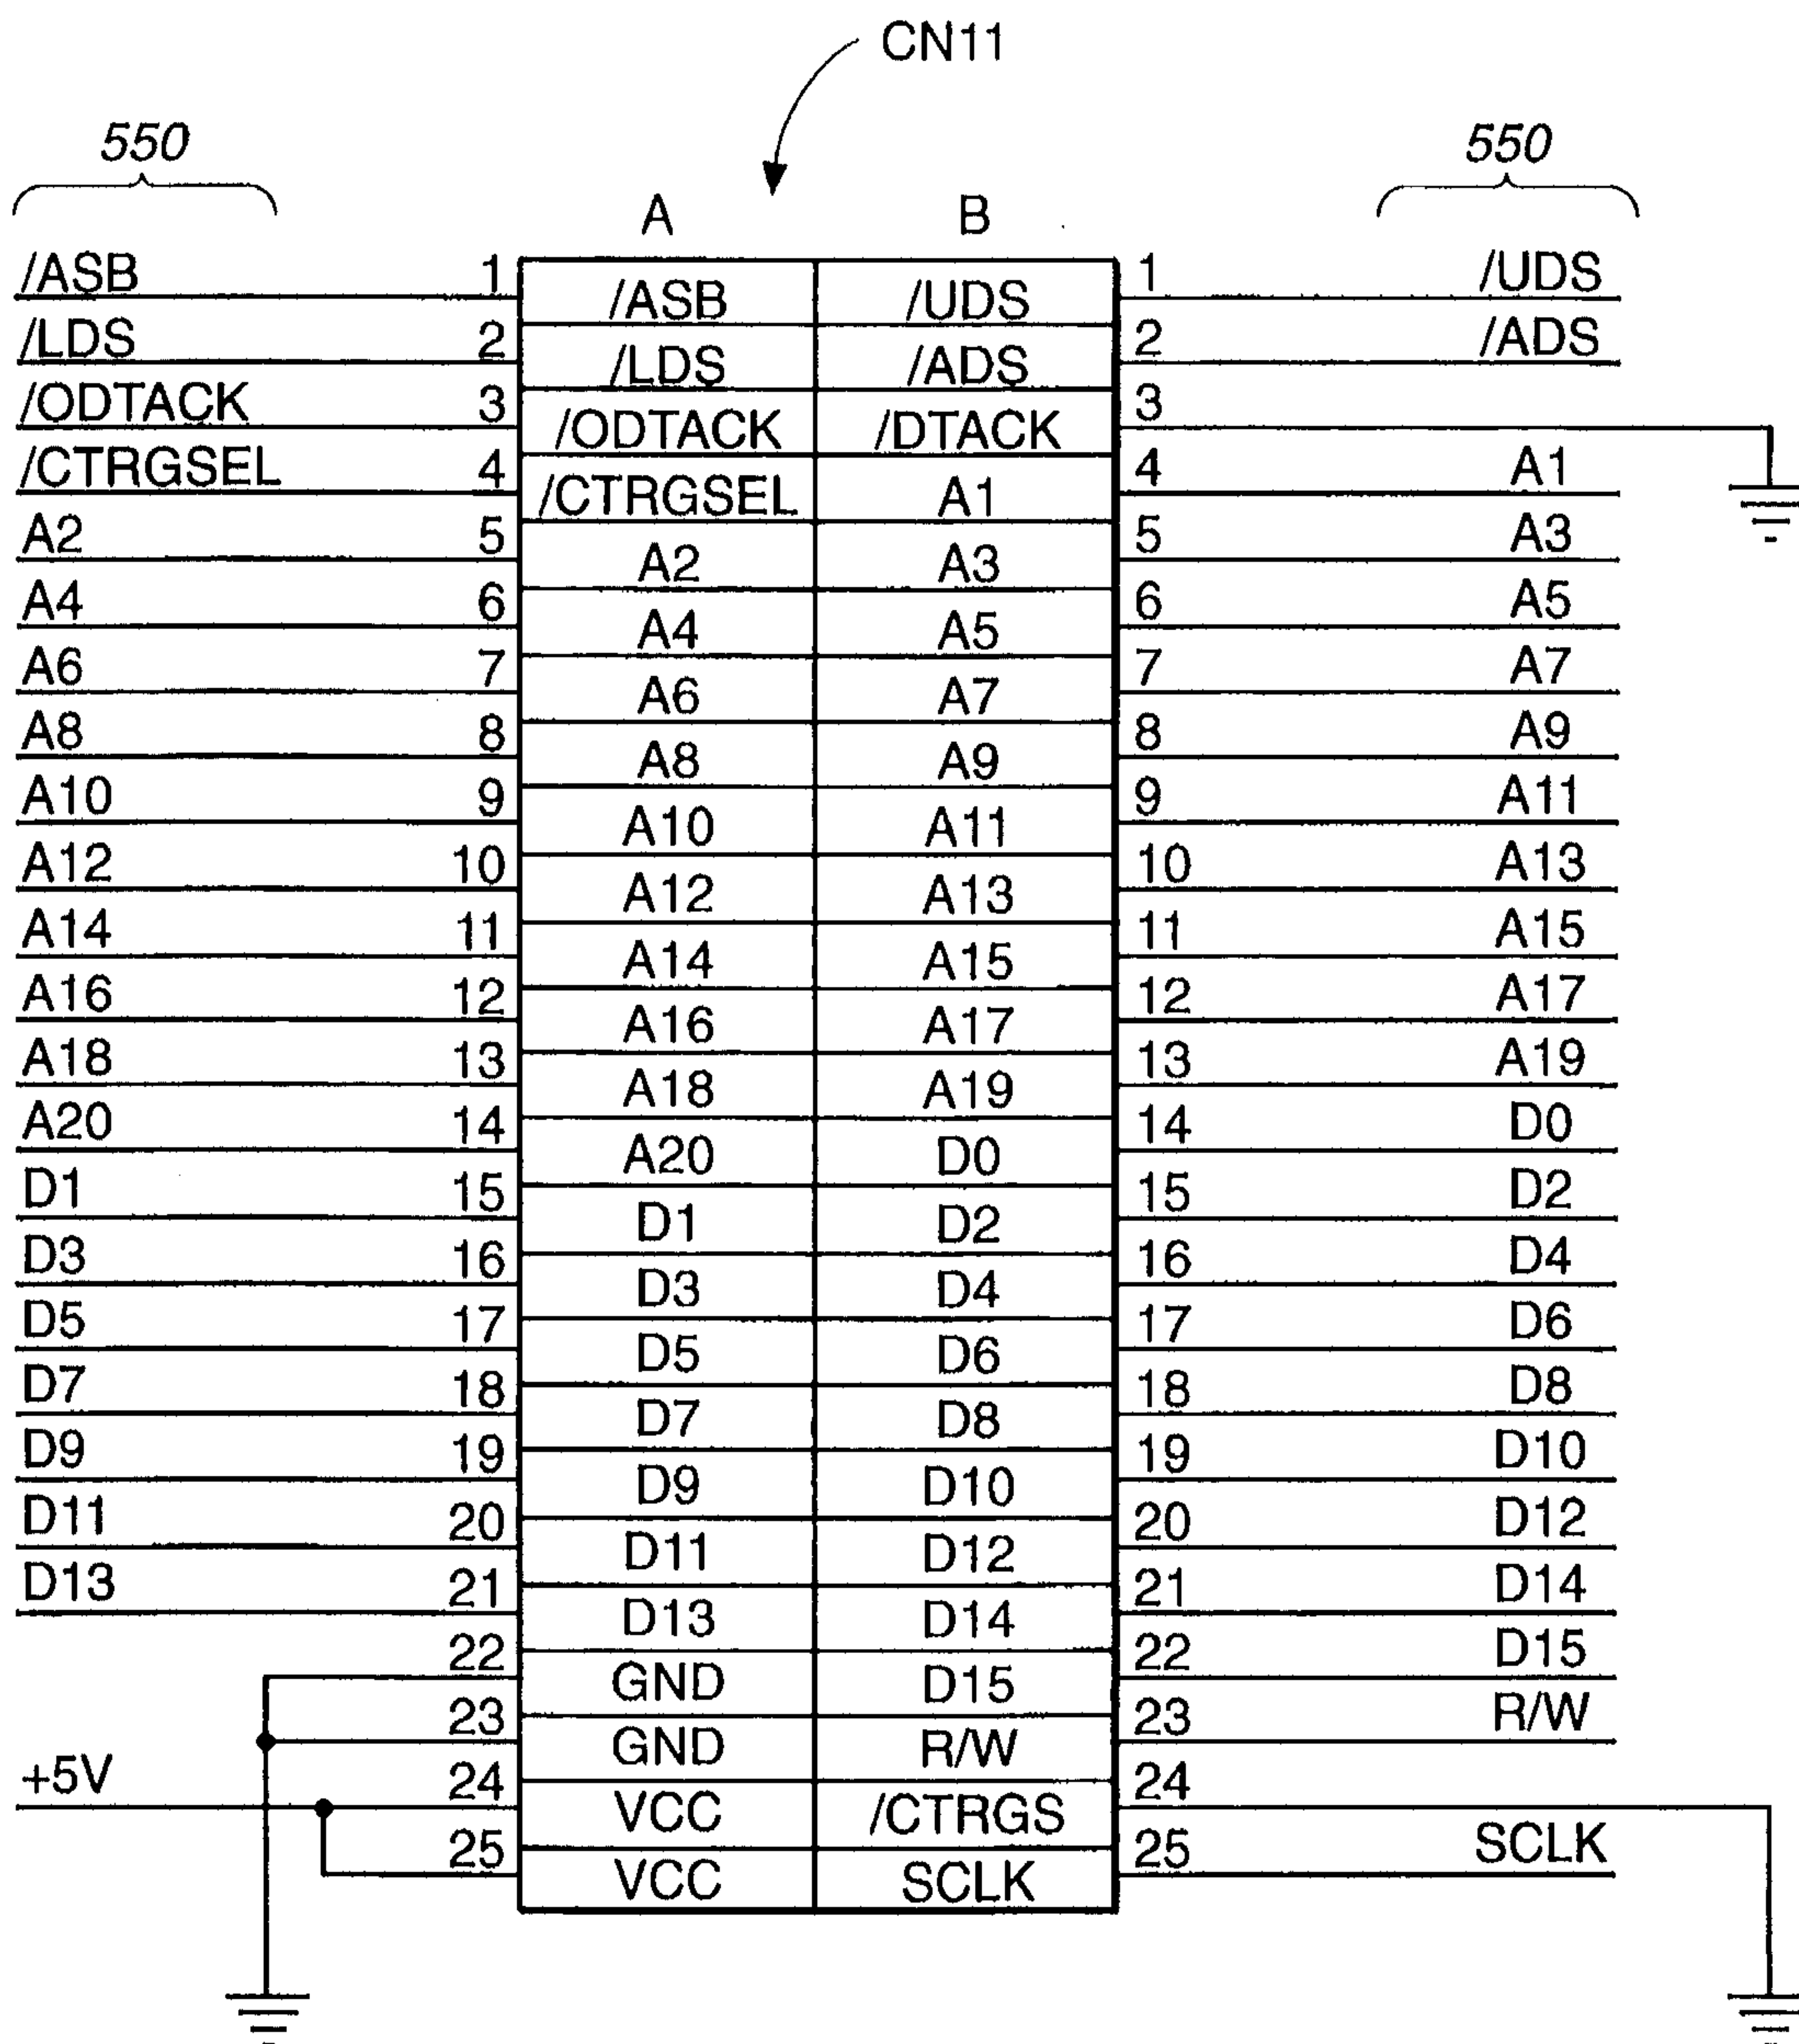 CN11
550 550
A B
/ASB 1 /ASB /UDS 1 /UDS
/LDS 2 /LDS /ADS 2 /ADS
/ODTACK 3 /ODTACK /DTACK 3
/CTRGSEL 4 /CTRGSEL A1 4 A1
A2 5 A2 A3 5 A3
A4 6 A4 A5 6 A5
A6 7 A6 A7 7 A7
A8 8 A8 A9 8 A9
A10 9 A10 A11 9 A11
A12 10 A12 A13 10 A13
A14 11 A14 A15 11 A15
A16 12 A16 A17 12 A17
A18 13 A18 A19 13 A19
A20 14 A20 D0 14 D0
D1 15 D1 D2 15 D2
D3 16 D3 D4 16 D4
D5 17 D5 D6 17 D6
D7 18 D7 D8 18 D8
D9 19 D9 D10 19 D10
D11 20 D11 D12 20 D12
D13 21 D13 D14 21 D14
22 GND D15 22 D15
23 GND R/W 23 R/W
+5V 24 VCC /CTRGS 24
25 VCC SCLK 25 SCLK